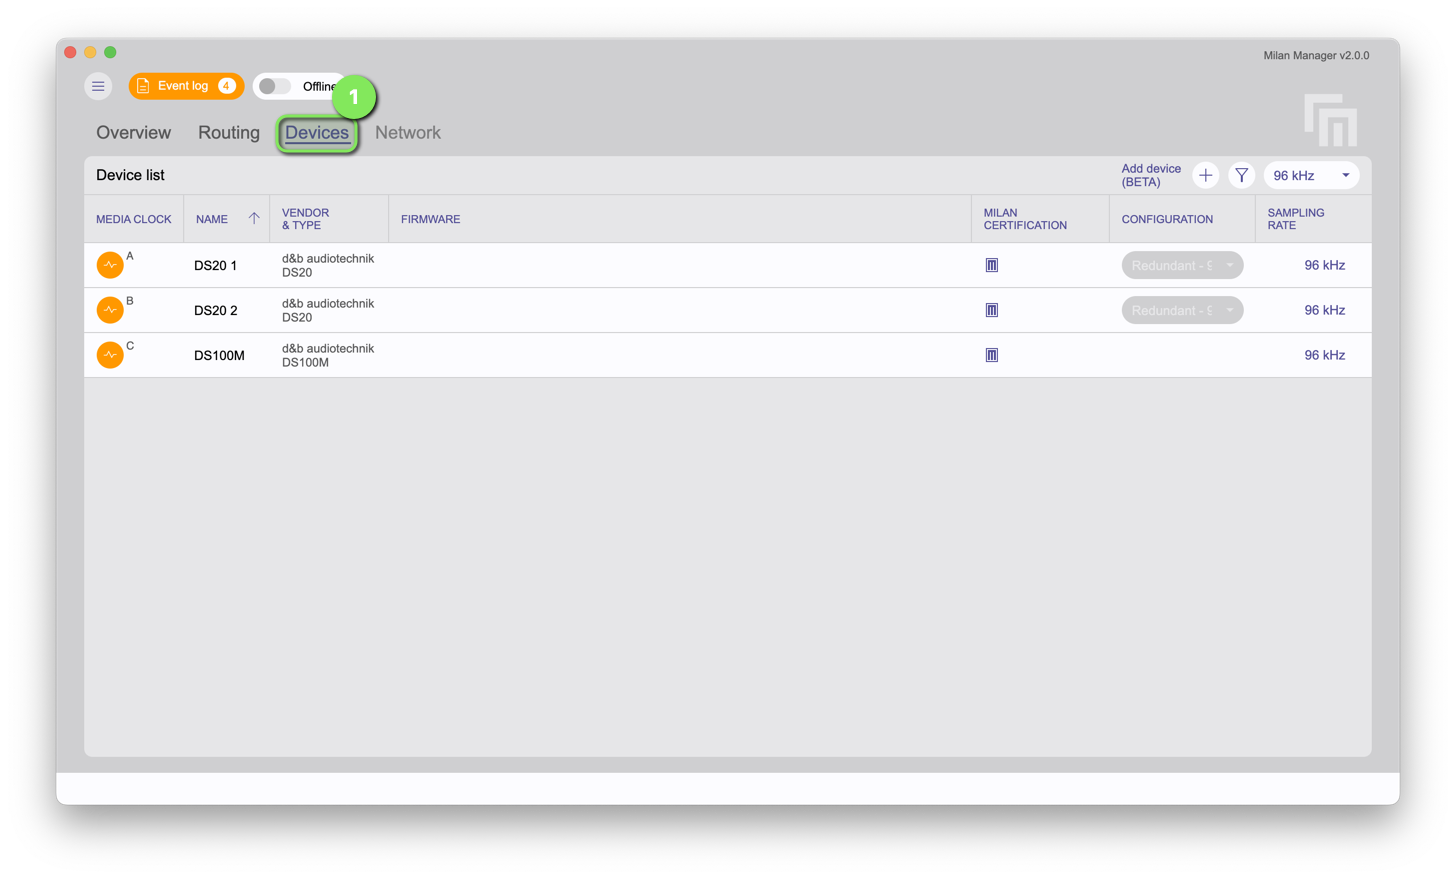 Milan Manager v2.0.0
Event log 4
Offline
1
Overview Routing Devices Network
Device list
Add device
(BETA)
96 kHz
MEDIA CLOCK NAME VENDOR & TYPE FIRMWARE MILAN CERTIFICATION CONFIGURATION SAMPLING RATE
A DS20 1 d&b audiotechnik DS20 Redundant - 9 96 kHz
B DS20 2 d&b audiotechnik DS20 Redundant - 9 96 kHz
C DS100M d&b audiotechnik DS100M 96 kHz